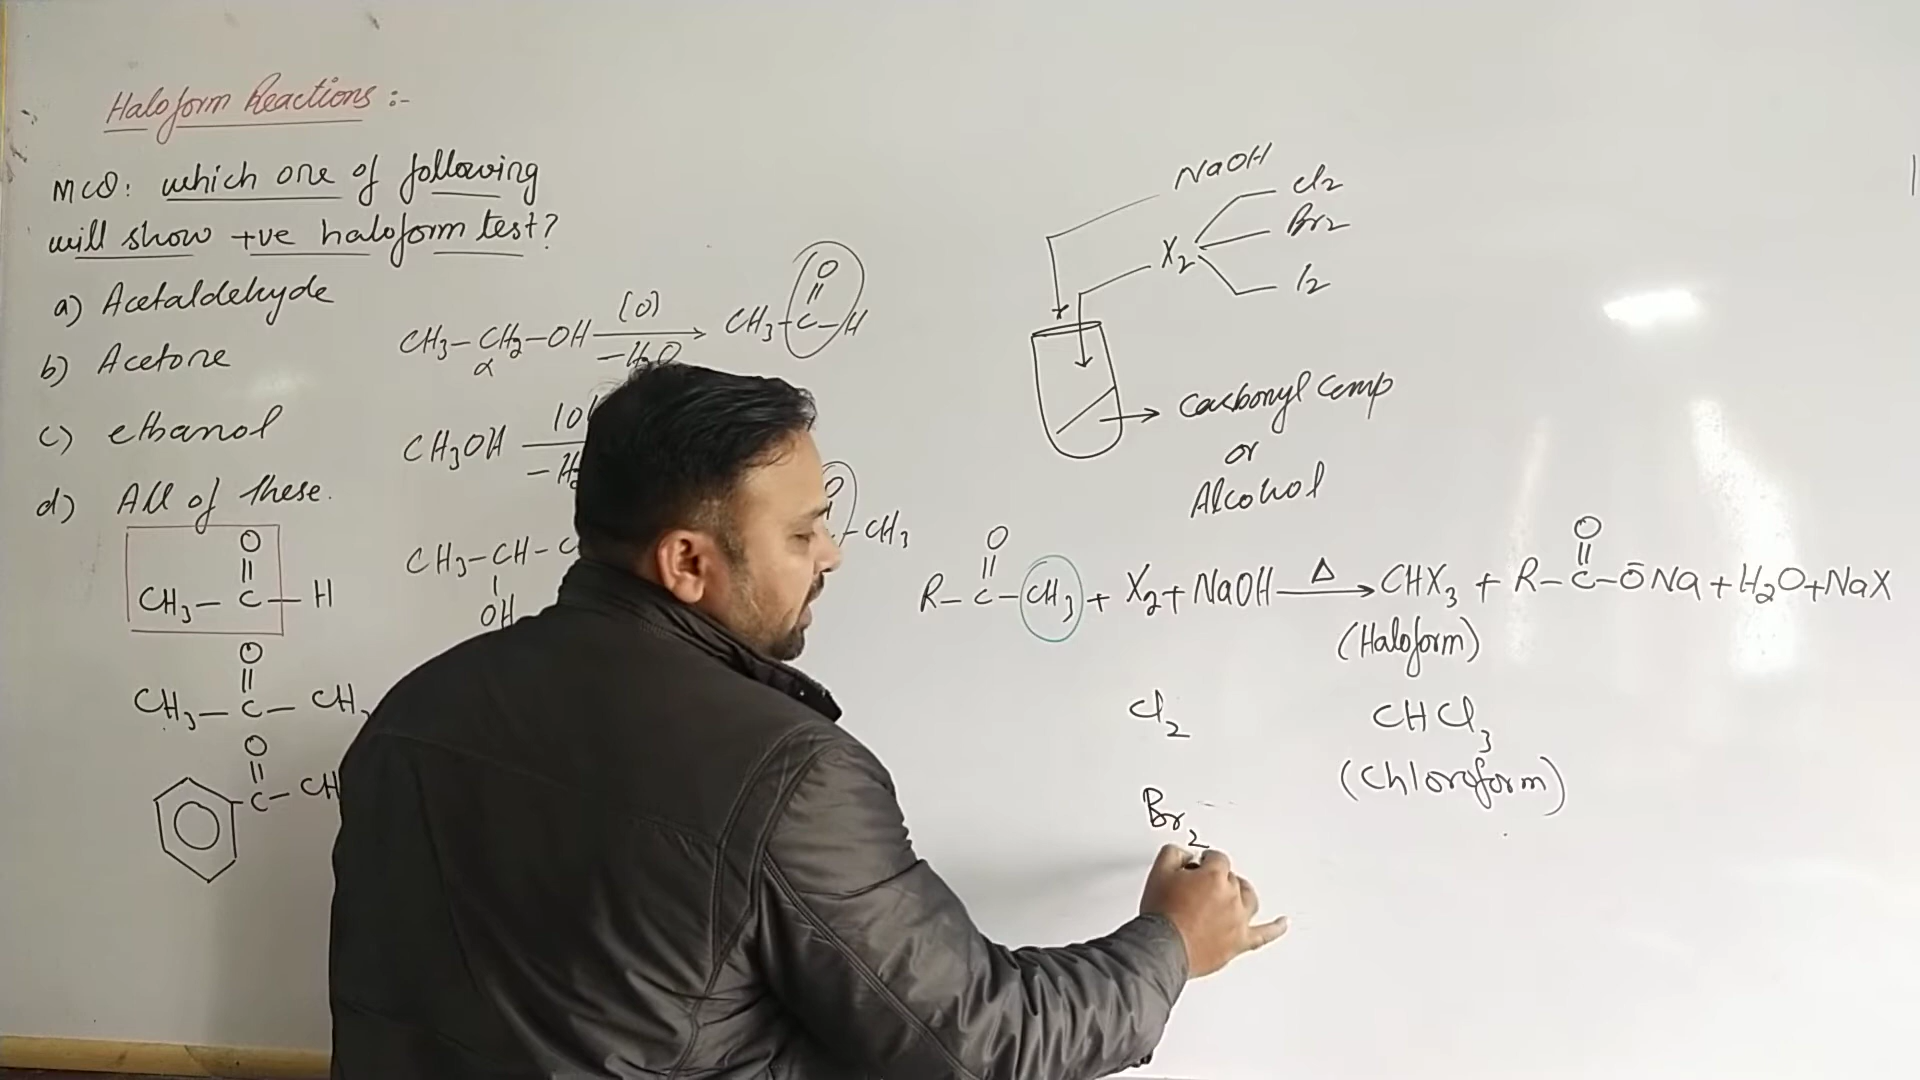 Haloform Reactions :-
MCQ: which one of following
will show +ve haloform test?
a) Acetaldehyde
b) Acetone
c) ethanol
d) All of these.
O
||
CH3—C—H
O
||
CH3—C—CH3
O
||
C—CH
CH3—CH2—OH (O) —H2O CH3—C—H
α
O
||
CH3OH
CH3—CH—C
|
OH
O
—CH3
NaOH
X2
Cl2
Br2
I2
Carbonyl Comp
or
Alcohol
O
||
R—C—CH3 + X2 + NaOH Δ→ CHX3 + R—C—ŌNa + H2O + NaX
O
||
(Haloform)
Cl2 CHCl3
(Chloroform)
Br2